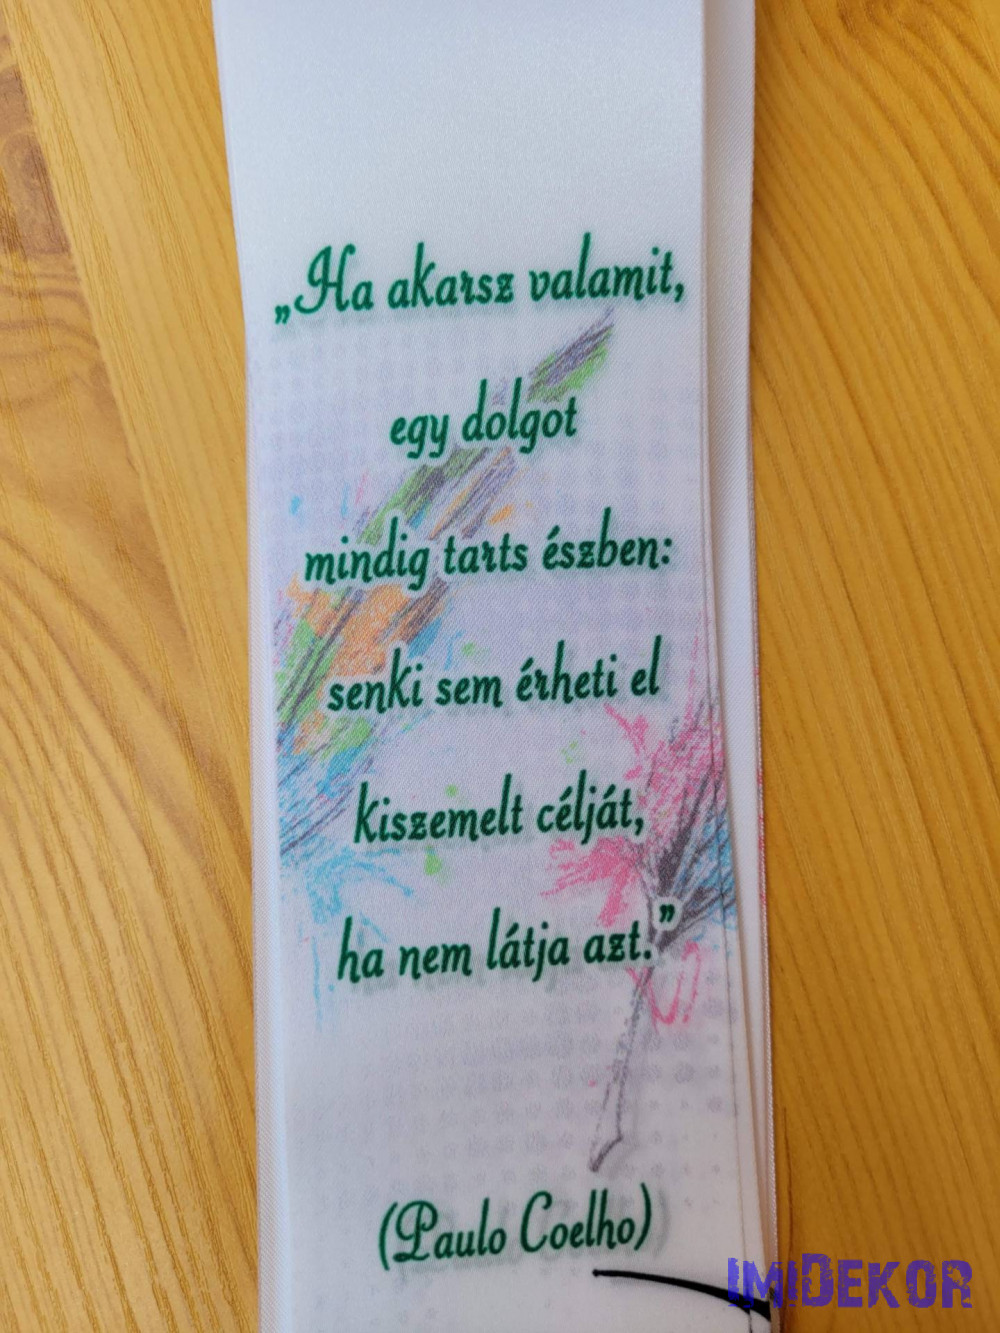 „Ha akarsz valamit,
egy dolgot
mindig tarts észben:
senki sem érheti el
kiszemelt célját,
ha nem látja azt.”
(Paulo Coelho)
IMIDEKOR